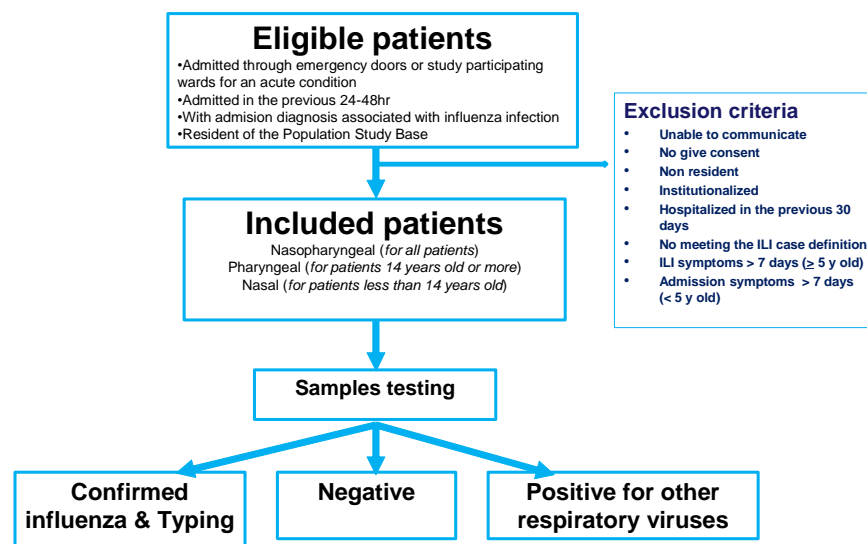 Eligible patients
•Admitted through emergency doors or study participating
wards for an acute condition
•Admitted in the previous 24-48hr
•With admision diagnosis associated with influenza infection
•Resident of the Population Study Base
Exclusion criteria
• Unable to communicate
• No give consent
• Non resident
• Institutionalized
• Hospitalized in the previous 30
days
• No meeting the ILI case definition
• ILI symptoms > 7 days (≥ 5 y old)
• Admission symptoms > 7 days
(< 5 y old)
Included patients
Nasopharyngeal (for all patients)
Pharyngeal (for patients 14 years old or more)
Nasal (for patients less than 14 years old)
Samples testing
Confirmed
influenza & Typing
Negative
Positive for other
respiratory viruses